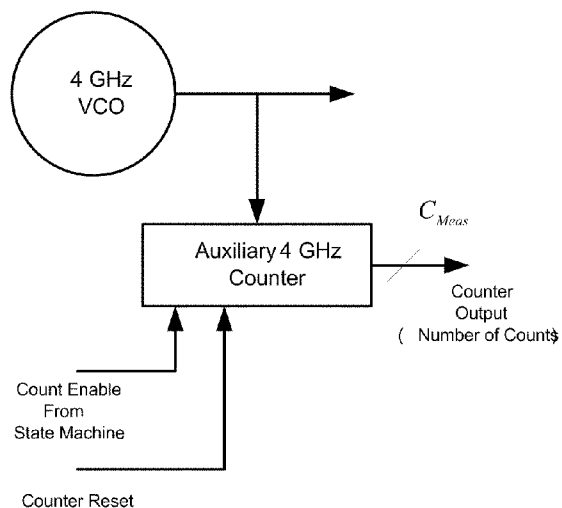 4 GHz
VCO
C Meas
Auxiliary 4 GHz
Counter
Counter
Output
( Number of Counts)
Count Enable
From
State Machine
Counter Reset